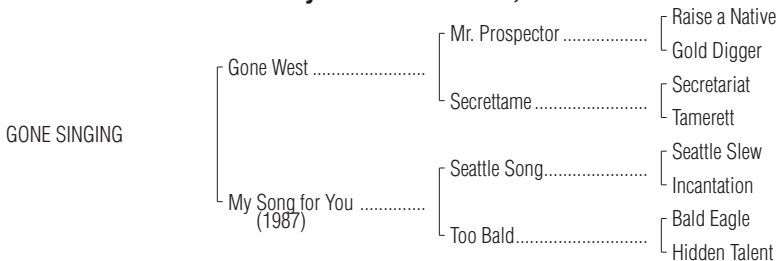 Raise a Native
Mr. Prospector ..................
Gold Digger
Gone West ........................
Secretariat
Secrettame ........................
Tamerett
GONE SINGING
Seattle Slew
Seattle Song......................
Incantation
My Song for You ..............
(1987)
Bald Eagle
Too Bald............................
Hidden Talent